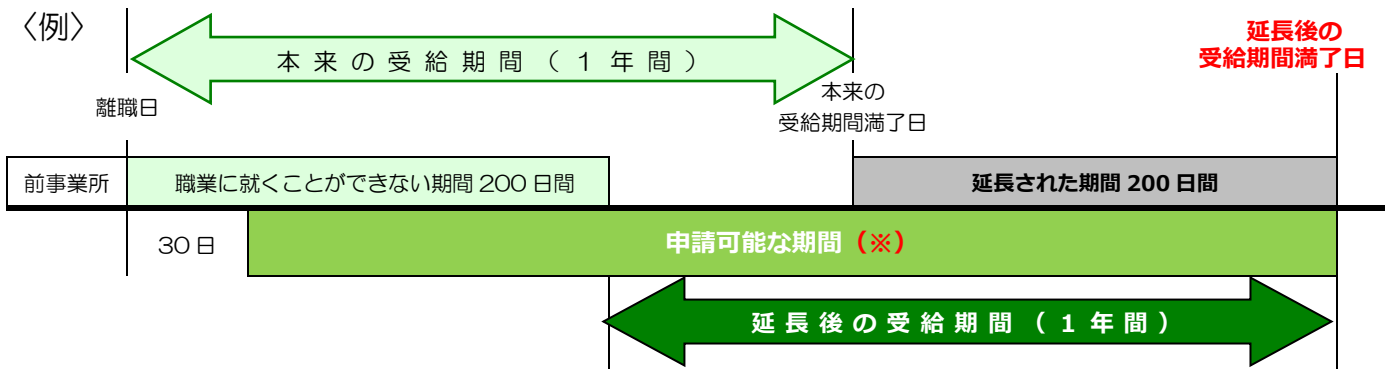 〈例〉
本来の受給期間（１年間）
延長後の
受給期間満了日
離職日
本来の
受給期間満了日
前事業所
職業に就くことができない期間 200 日間
延長された期間 200 日間
30 日
申請可能な期間（※）
延長後の受給期間（１年間）